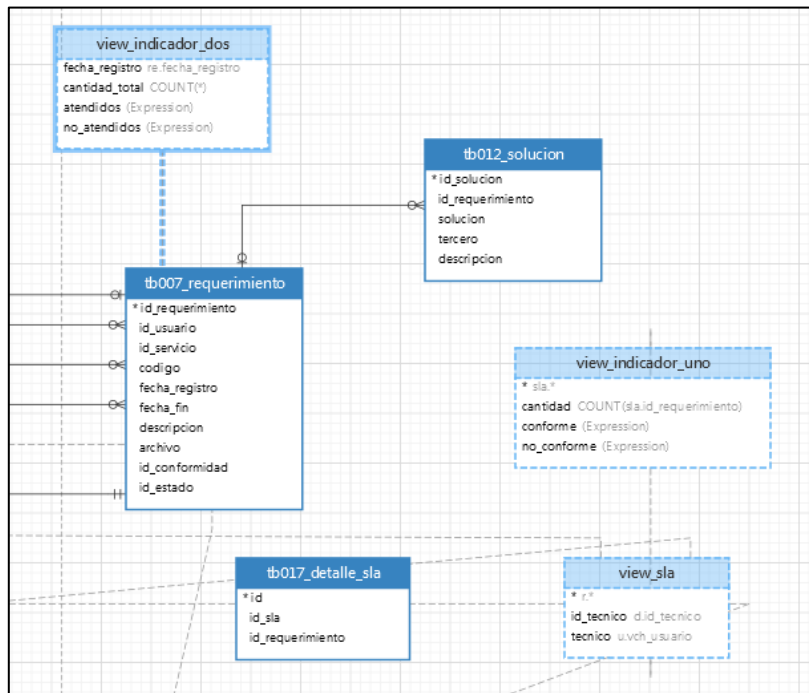 view_indicador_dos
fecha_registro re.fecha_registro
cantidad_total COUNT(*)
atendidos (Expression)
no_atendidos (Expression)
tb012_solucion
* id_solucion
id_requerimiento
solucion
tercero
descripcion
tb007_requerimiento
* id_requerimiento
id_usuario
id_servicio
codigo
fecha_registro
fecha_fin
descripcion
archivo
id_conformidad
id_estado
view_indicador_uno
* sla.*
cantidad COUNT(sla.id_requerimiento)
conforme (Expression)
no_conforme (Expression)
tb017_detalle_sla
* id
id_sla
id_requerimiento
view_sla
* r.*
id_tecnico d.id_tecnico
tecnico u.vch_usuario